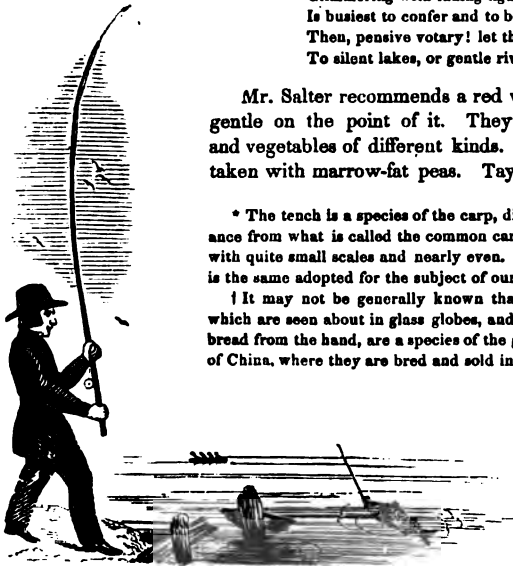 Is busiest to confer and to b
Then, pensive votary! let th
To silent lakes, or gentle riv
Mr. Salter recommends a red
gentle on the point of it. They
and vegetables of different kinds.
taken with marrow-fat peas. Tay
* The tench is a species of the carp, di
ance from what is called the common car
with quite small scales and nearly even.
is the same adopted for the subject of our
† It may not be generally known tha
which are seen about in glass globes, and
bread from the hand, are a species of the g
of China, where they are bred and sold in